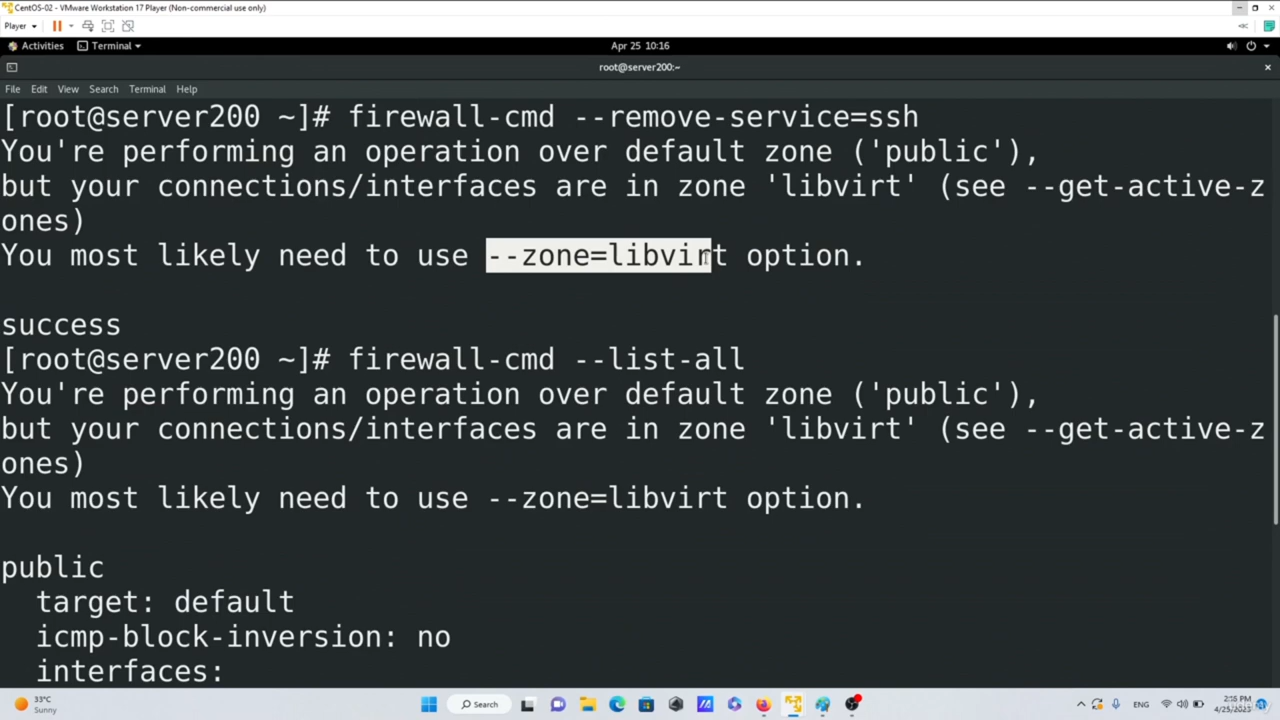 CentOS-02 - VMware Workstation 17 Player (Non-commercial use only)
Player
Activities
Terminal
Apr 25 10:16
root@server200:~
File Edit View Search Terminal Help
[root@server200 ~]# firewall-cmd --remove-service=ssh
You're performing an operation over default zone ('public'),
but your connections/interfaces are in zone 'libvirt' (see --get-active-z
ones)
You most likely need to use --zone=libvirt option.
success
[root@server200 ~]# firewall-cmd --list-all
You're performing an operation over default zone ('public'),
but your connections/interfaces are in zone 'libvirt' (see --get-active-z
ones)
You most likely need to use --zone=libvirt option.
public
target: default
icmp-block-inversion: no
interfaces:
33°C
Sunny
Search
ENG
2:15 PM
4/25/2023